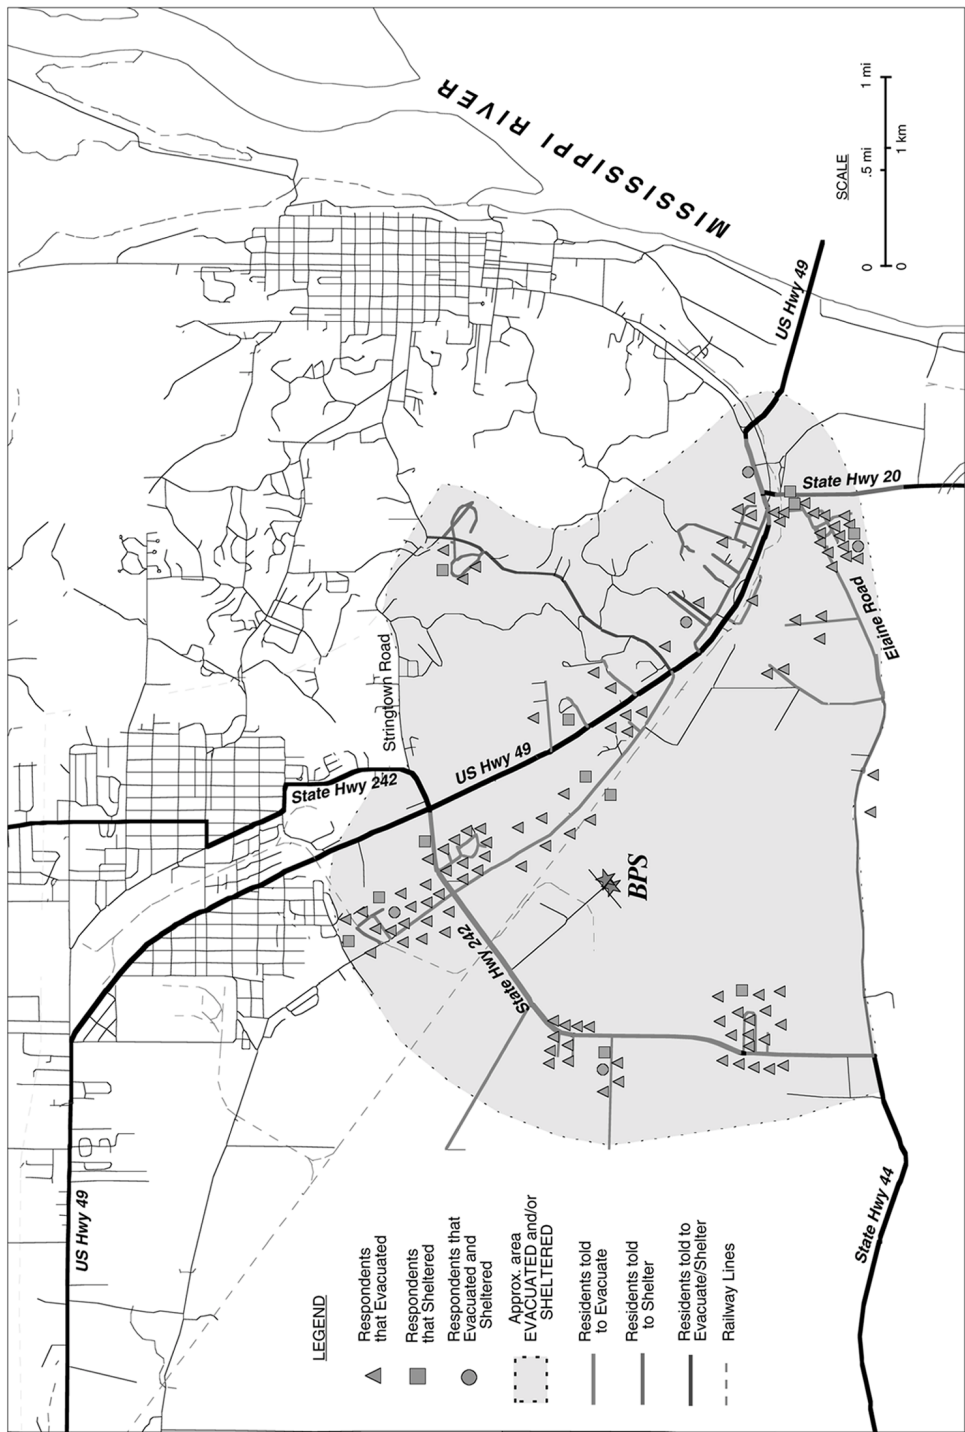 MISSISSIPPI RIVER
SCALE
0 .5 mi 1 mi
0 1 km
US Hwy 49
State Hwy 20
Elaine Road
Stringtown Road
US Hwy 49
State Hwy 242
BPS
State Hwy 242
US Hwy 49
State Hwy 44
LEGEND
Respondents
that Evacuated
Respondents
that Sheltered
Respondents that
Evacuated and
Sheltered
Approx. area
EVACUATED and/or
SHELTERED
Residents told
to Evacuate
Residents told
to Shelter
Residents told to
Evacuate/Shelter
Railway Lines